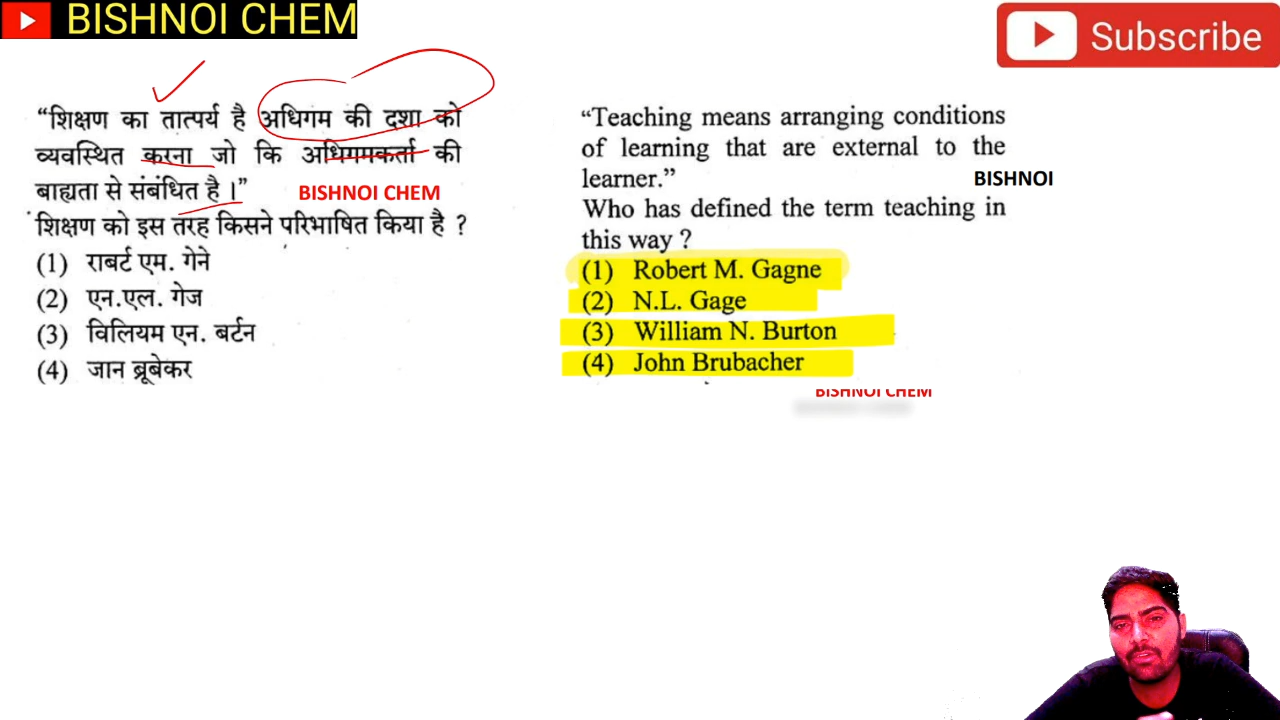 BISHNOI CHEM
Subscribe
“शिक्षण का तात्पर्य है अधिगम की दशा को
व्यवस्थित करना जो कि अधिगमकर्ता की
बाह्यता से संबंधित है ।”
BISHNOI CHEM
शिक्षण को इस तरह किसने परिभाषित किया है ?
(1) राबर्ट एम. गेने
(2) एन.एल. गेज
(3) विलियम एन. बर्टन
(4) जान ब्रूबेकर
“Teaching means arranging conditions
of learning that are external to the
learner.”
BISHNOI
Who has defined the term teaching in
this way ?
(1) Robert M. Gagne
(2) N.L. Gage
(3) William N. Burton
(4) John Brubacher
BISHNOI CHEM